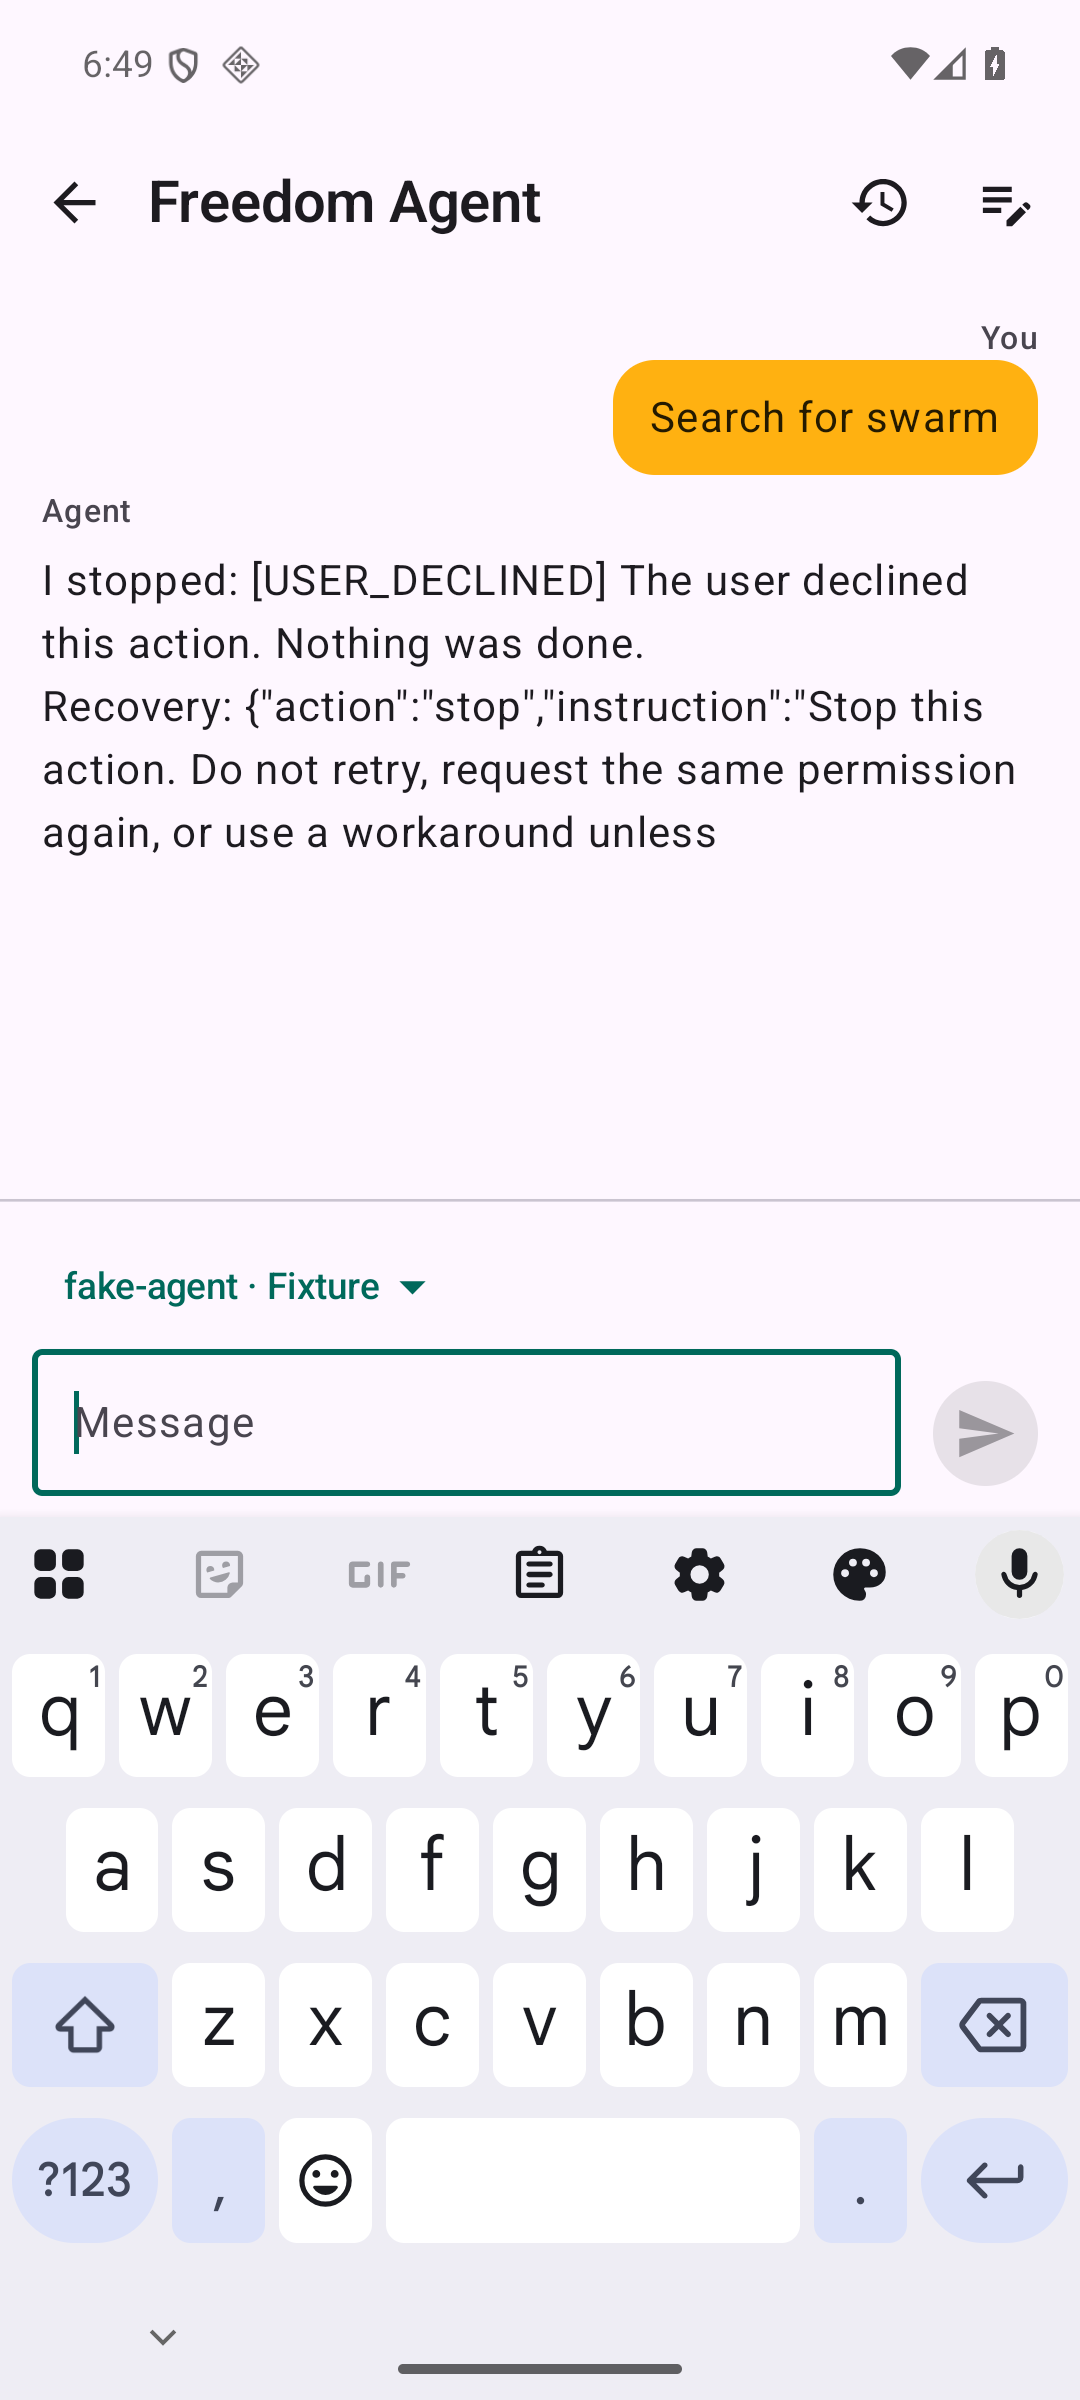 6:49
Freedom Agent
You
Search for swarm
Agent
I stopped: [USER_DECLINED] The user declined
this action. Nothing was done.
Recovery: {"action":"stop","instruction":"Stop this
action. Do not retry, request the same permission
again, or use a workaround unless
fake-agent · Fixture
Message
GIF
q1 w2 e3 r4 t5 y6 u7 i8 o9 p0
a s d f g h j k l
z x c v b n m
?123 , .